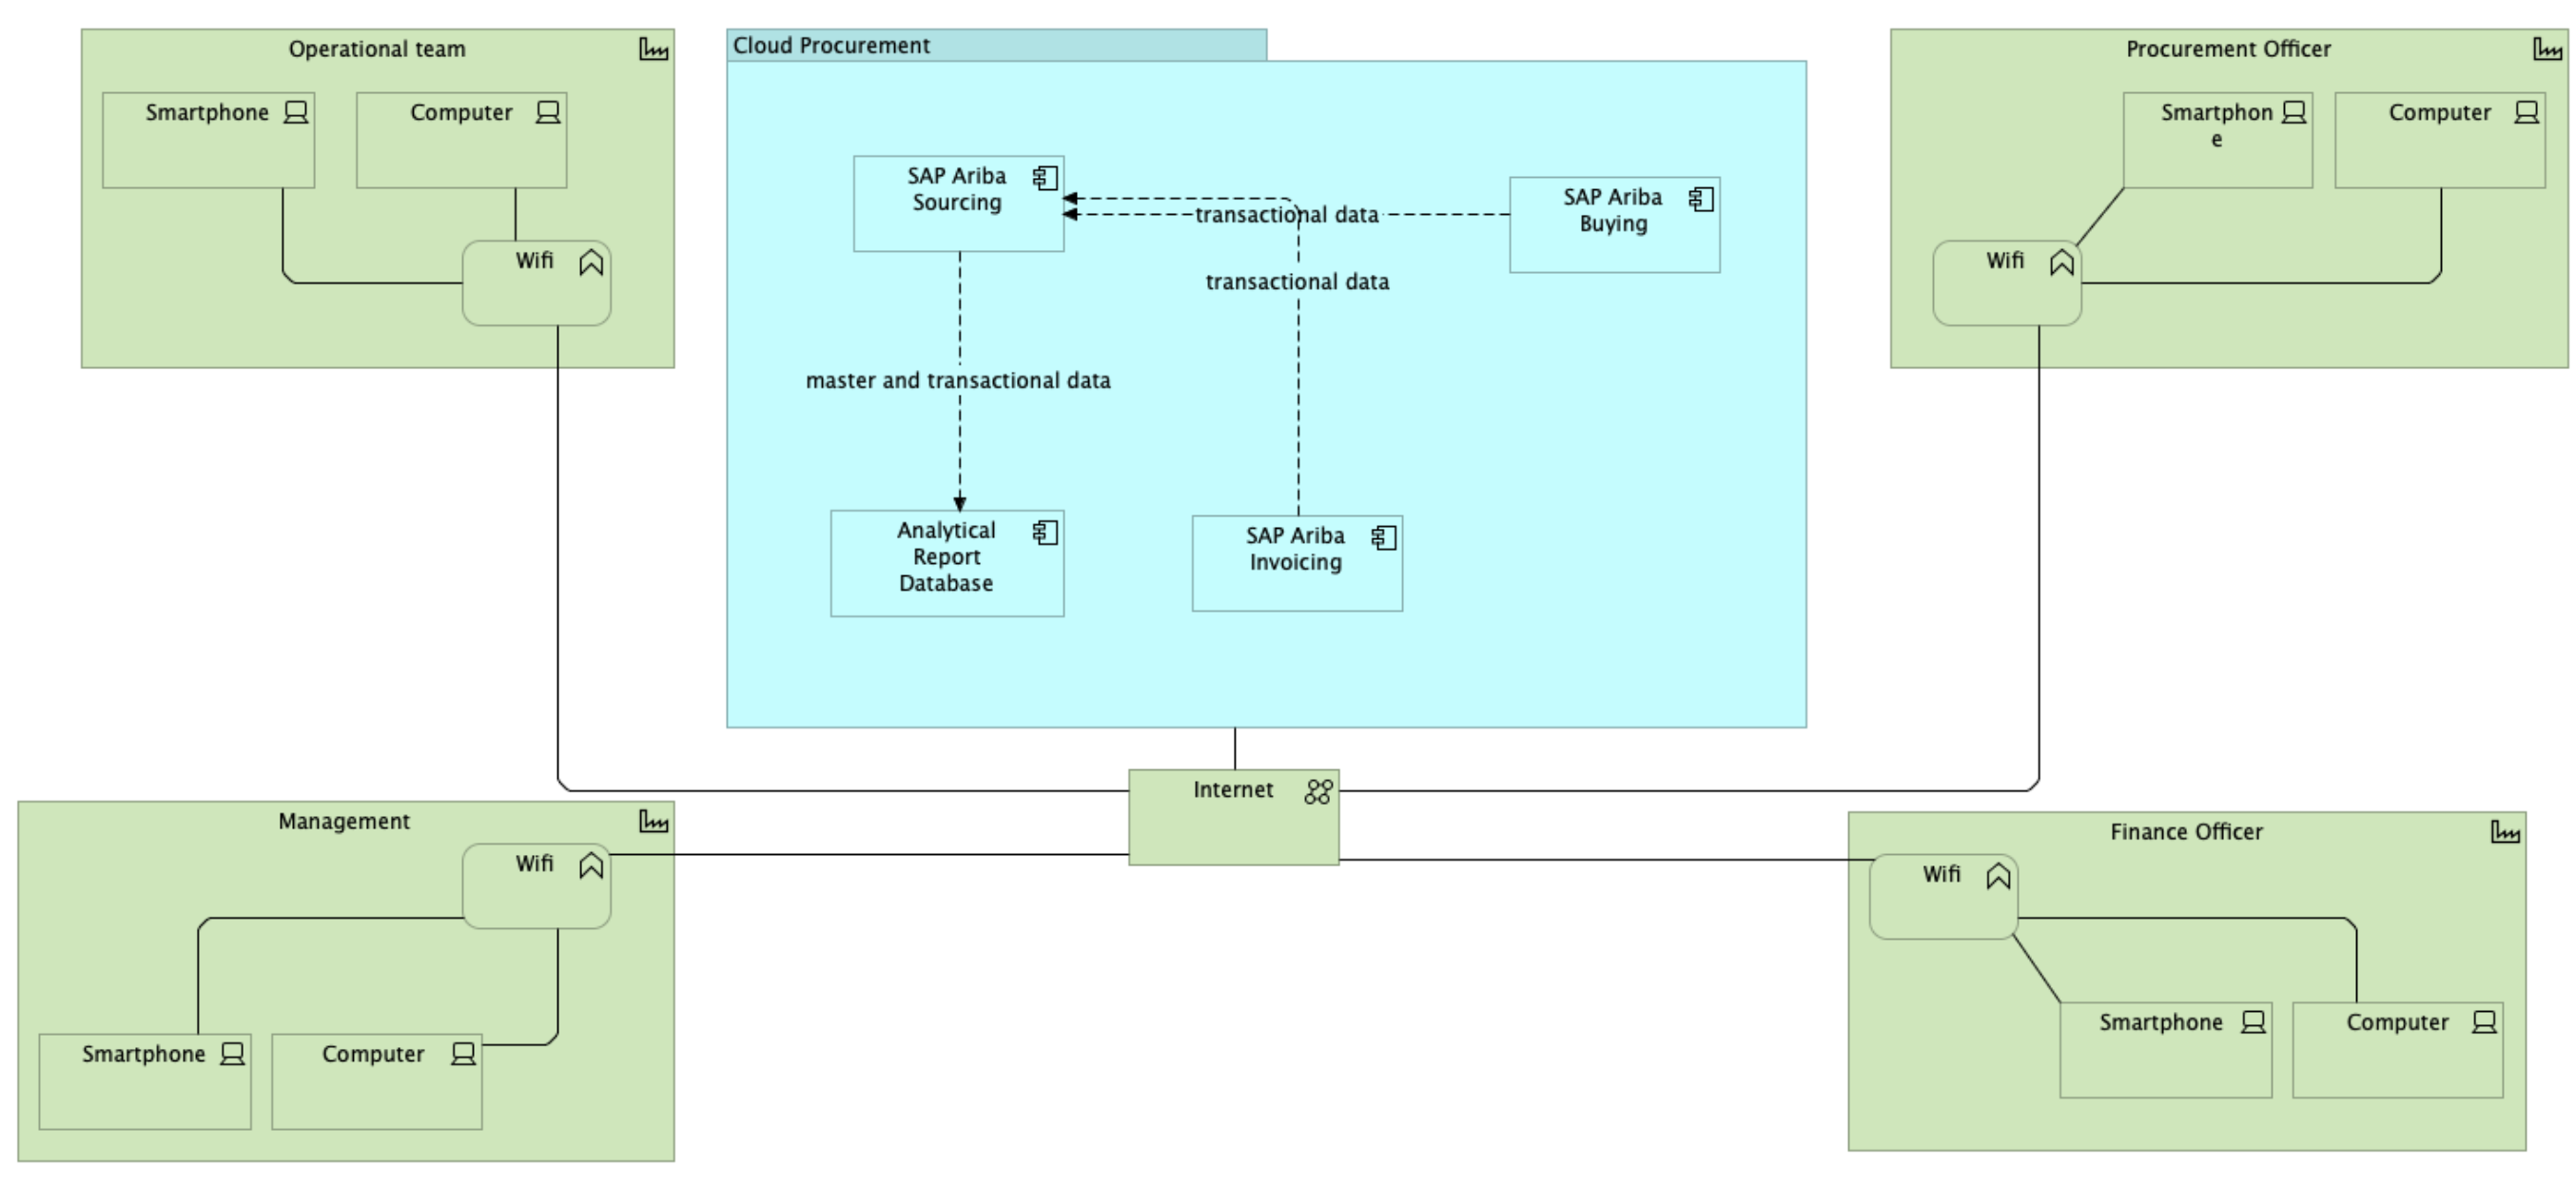 Operational team
Smartphone
Computer
Wifi
Cloud Procurement
SAP Ariba
Sourcing
transactional data
SAP Ariba
Buying
transactional data
master and transactional data
Analytical
Report
Database
SAP Ariba
Invoicing
Procurement Officer
Smartphon
e
Computer
Wifi
Internet
Management
Wifi
Smartphone
Computer
Finance Officer
Wifi
Smartphone
Computer